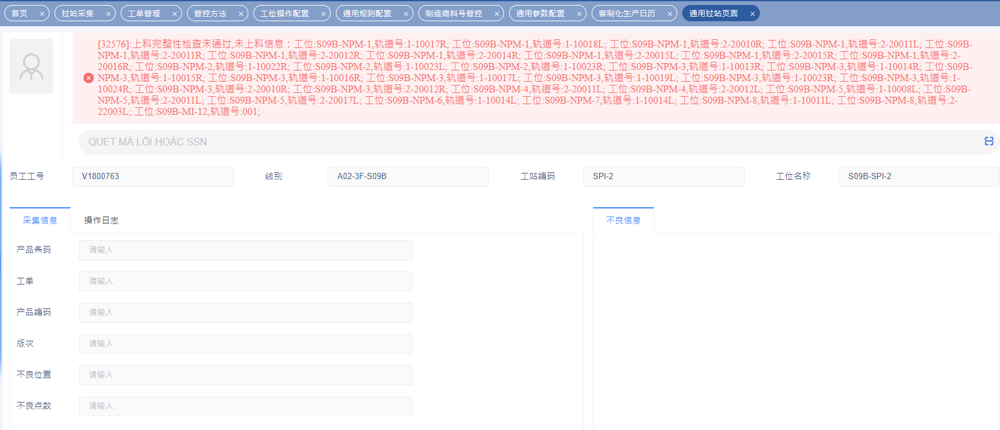 首页 × 过站采集 × 工单管理 × 管控方法 × 工位操作配置 × 通用规则配置 × 制造商料号管控 × 通用参数配置 × 客制化生产日历 × 通用过站页面 ×
[32576]:上料完整性检查未通过,未上料信息：工位:S09B-NPM-1,轨道号:1-10017R; 工位:S09B-NPM-1,轨道号:1-10018L; 工位:S09B-NPM-1,轨道号:2-20010R; 工位:S09B-NPM-1,轨道号:2-20011L; 工位:S09B-
NPM-1,轨道号:2-20011R; 工位:S09B-NPM-1,轨道号:2-20012R; 工位:S09B-NPM-1,轨道号:2-20014R; 工位:S09B-NPM-1,轨道号:2-20015L; 工位:S09B-NPM-1,轨道号:2-20015R; 工位:S09B-NPM-1,轨道号:2-
20016R; 工位:S09B-NPM-2,轨道号:1-10022R; 工位:S09B-NPM-2,轨道号:1-10023L; 工位:S09B-NPM-2,轨道号:1-10023R; 工位:S09B-NPM-3,轨道号:1-10013R; 工位:S09B-NPM-3,轨道号:1-10014R; 工位:S09B-
NPM-3,轨道号:1-10015R; 工位:S09B-NPM-3,轨道号:1-10016R; 工位:S09B-NPM-3,轨道号:1-10017L; 工位:S09B-NPM-3,轨道号:1-10019L; 工位:S09B-NPM-3,轨道号:1-10023R; 工位:S09B-NPM-3,轨道号:1-
10024R; 工位:S09B-NPM-3,轨道号:2-20010R; 工位:S09B-NPM-3,轨道号:2-20012R; 工位:S09B-NPM-4,轨道号:2-20011L; 工位:S09B-NPM-4,轨道号:2-20012L; 工位:S09B-NPM-5,轨道号:1-10008L; 工位:S09B-
NPM-5,轨道号:2-20011L; 工位:S09B-NPM-5,轨道号:2-20017L; 工位:S09B-NPM-6,轨道号:1-10014L; 工位:S09B-NPM-7,轨道号:1-10014L; 工位:S09B-NPM-8,轨道号:1-10011L; 工位:S09B-NPM-8,轨道号:2-
22003L; 工位:S09B-MI-12,轨道号:001;
QUÉT MÃ LỖI HOẶC SSN
员工工号 V1800763 线别 A02-3F-S09B 工站编码 SPI-2 工位名称 S09B-SPI-2
采集信息 操作日志 不良信息
产品条码 请输入
工单 请输入
产品编码 请输入
版次 请输入
不良位置 请输入
不良点数 请输入